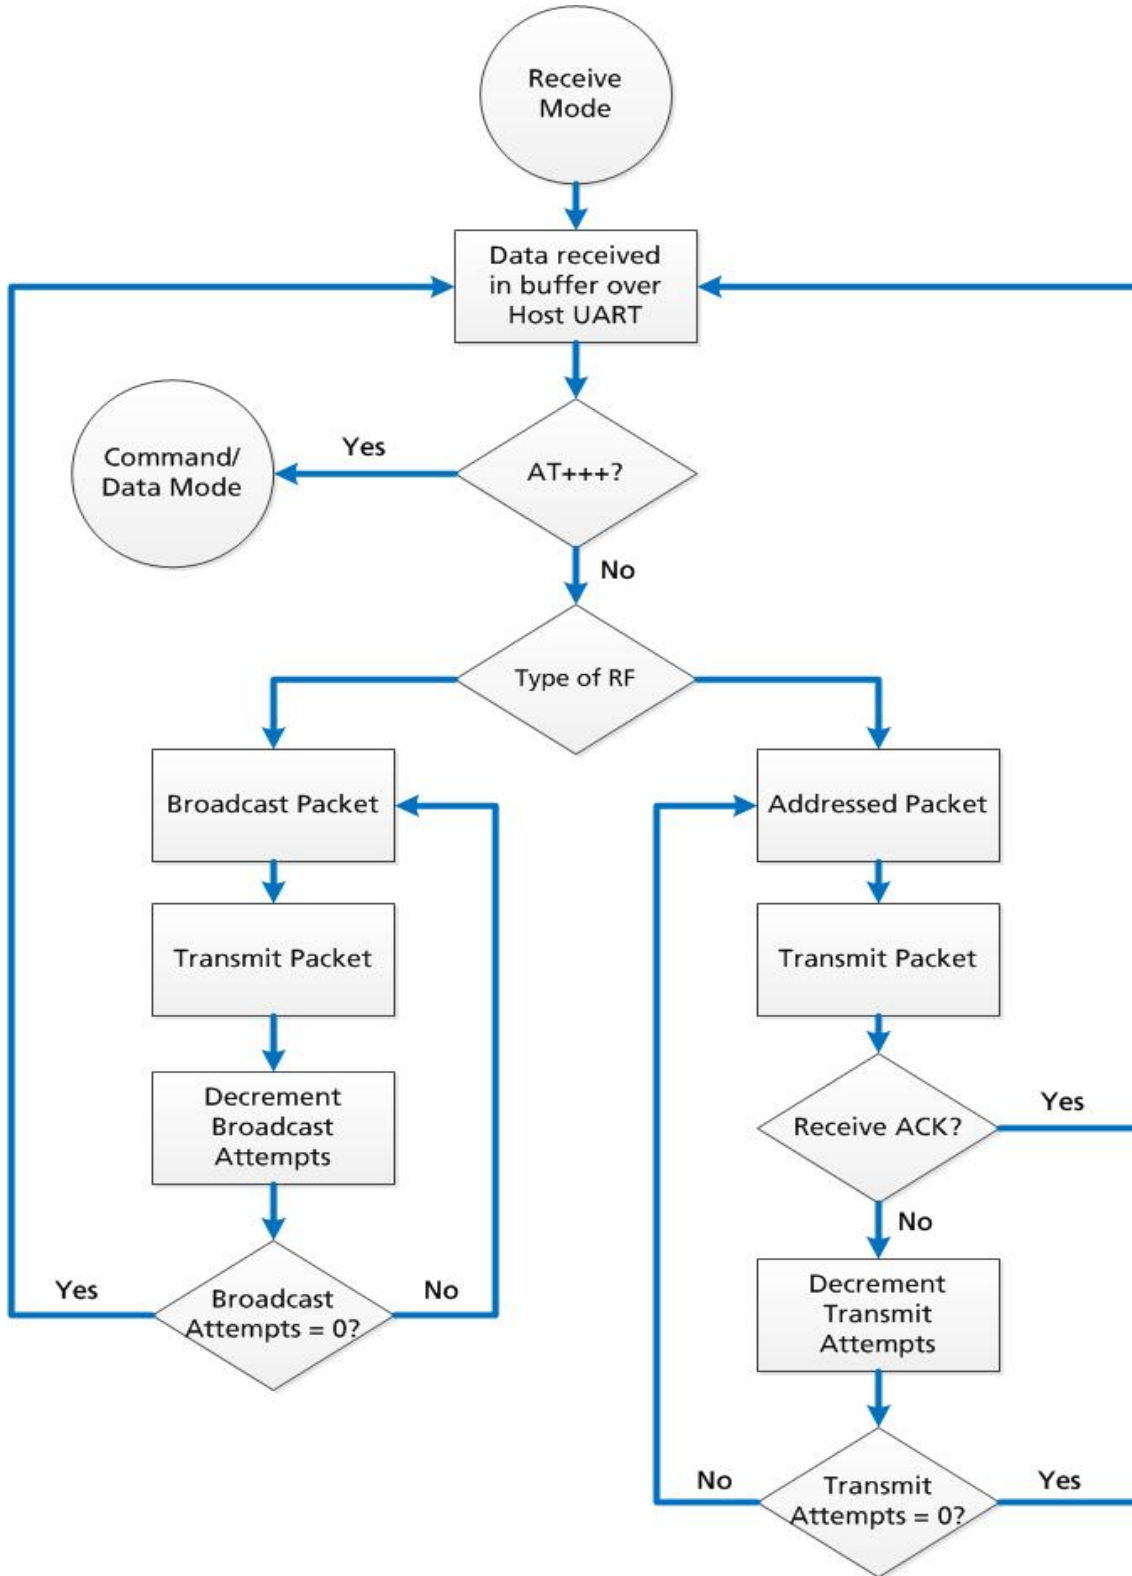 Receive
Mode
Data received
in buffer over
Host UART
Yes
Command/
Data Mode
AT+++?
No
Type of RF
Broadcast Packet
Addressed Packet
Transmit Packet
Transmit Packet
Decrement
Broadcast
Attempts
Receive ACK?
Yes
No
Yes
Broadcast
Attempts = 0?
No
Decrement
Transmit
Attempts
No
Transmit
Attempts = 0?
Yes